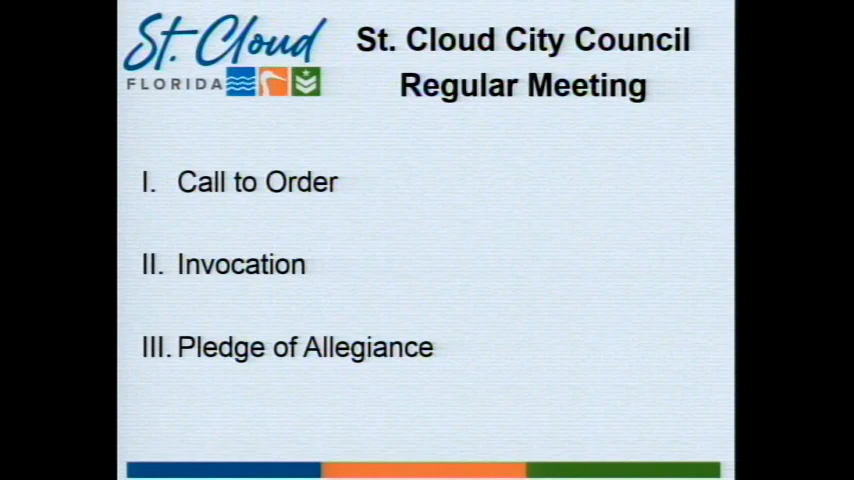 St. Cloud
FLORIDA
St. Cloud City Council
Regular Meeting
I. Call to Order
II. Invocation
III. Pledge of Allegiance